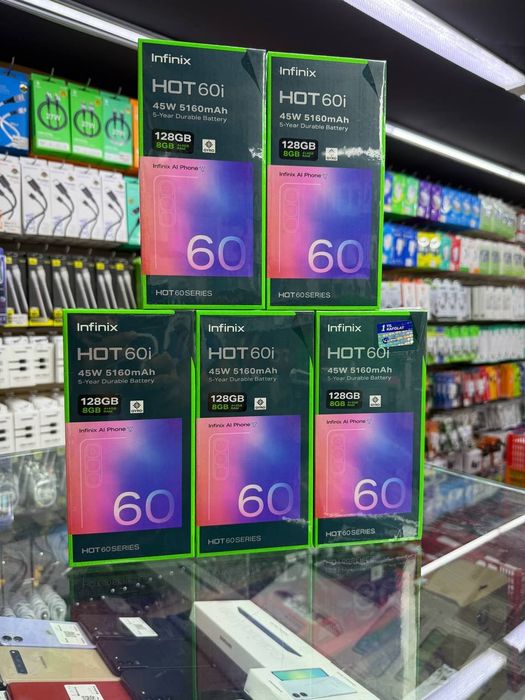 Infinix
HOT 60i
45W 5160mAh
5-Year Durable Battery
128GB
8GB
Infinix AI Phone
60
HOT 60 SERIES
Infinix
HOT 60i
45W 5160mAh
5-Year Durable Battery
128GB
8GB
Infinix AI Phone
60
HOT 60 SERIES
Infinix
HOT 60i
45W 5160mAh
5-Year Durable Battery
128GB
8GB
Infinix AI Phone
60
HOT 60 SERIES
Infinix
HOT 60i
45W 5160mAh
5-Year Durable Battery
128GB
8GB
Infinix AI Phone
60
HOT 60 SERIES
Infinix
1 YIL
KAFOLAT
HOT 60i
45W 5160mAh
5-Year Durable Battery
128GB
8GB
Infinix AI Phone
60
HOT 60 SERIES